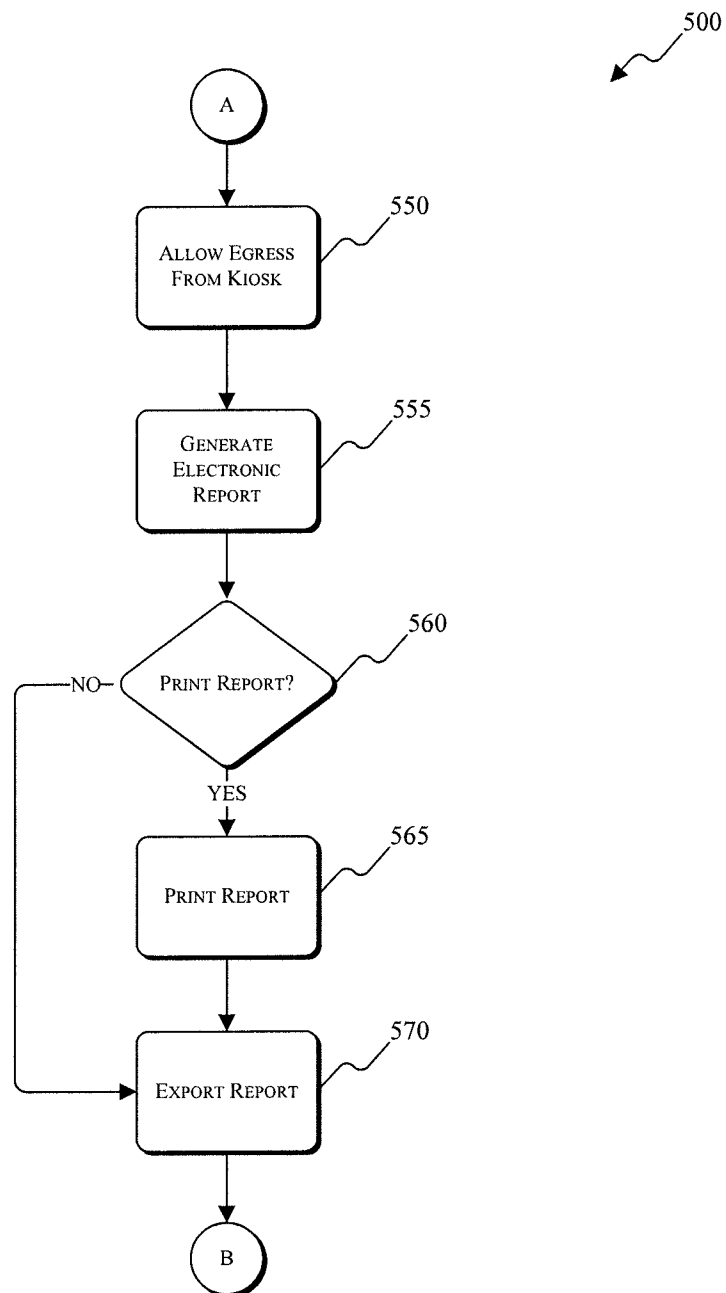 500
A
550
ALLOW EGRESS
FROM KIOSK
555
GENERATE
ELECTRONIC
REPORT
560
NO
PRINT REPORT?
YES
565
PRINT REPORT
570
EXPORT REPORT
B